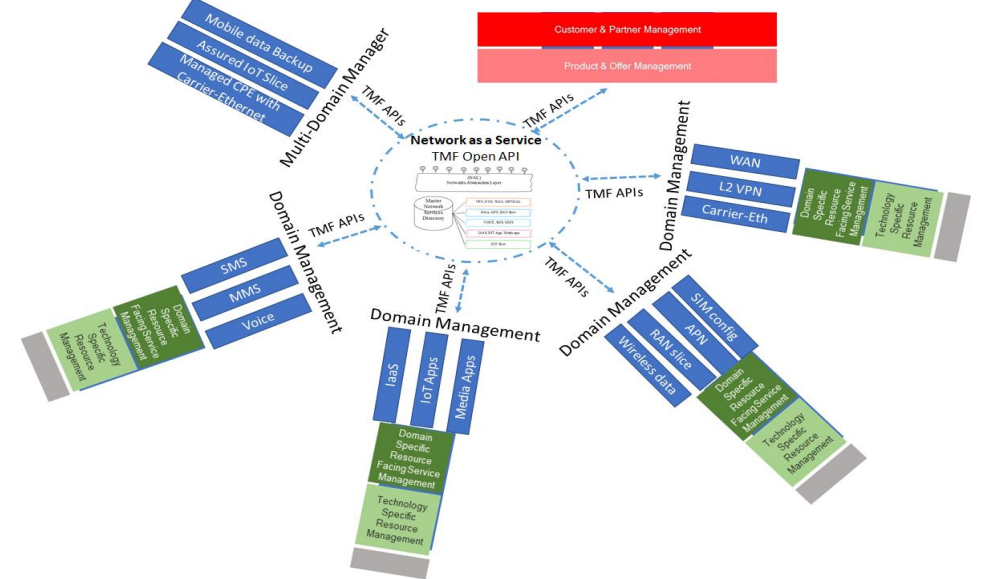 Mobile data Backup
Assured IoT Slice
Managed CPE with
Carrier-Ethernet
Multi-Domain Manager
TMF APIs
Customer & Partner Management
Product & Offer Management
TMF APIs
Network as a Service
TMF Open API
(NAL)
Networks Abstraction Layer
Master
Network
Services
Directory
Domain Management
TMF APIs
WAN
L2 VPN
Carrier-Eth
Domain
Specific
Resource
Facing Service
Management
Technology
Specific
Resource
Management
Domain Management
TMF APIs
SMS
MMS
Voice
Domain
Specific
Resource
Facing Service
Management
Technology
Specific
Resource
Management
TMF APIs
Domain Management
IaaS
IoT Apps
Media Apps
Domain
Specific
Resource
Facing Service
Management
Technology
Specific
Resource
Management
TMF APIs
Domain Management
SIM config
APN
RAN slice
Wireless data
Domain
Specific
Resource
Facing Service
Management
Technology
Specific
Resource
Management